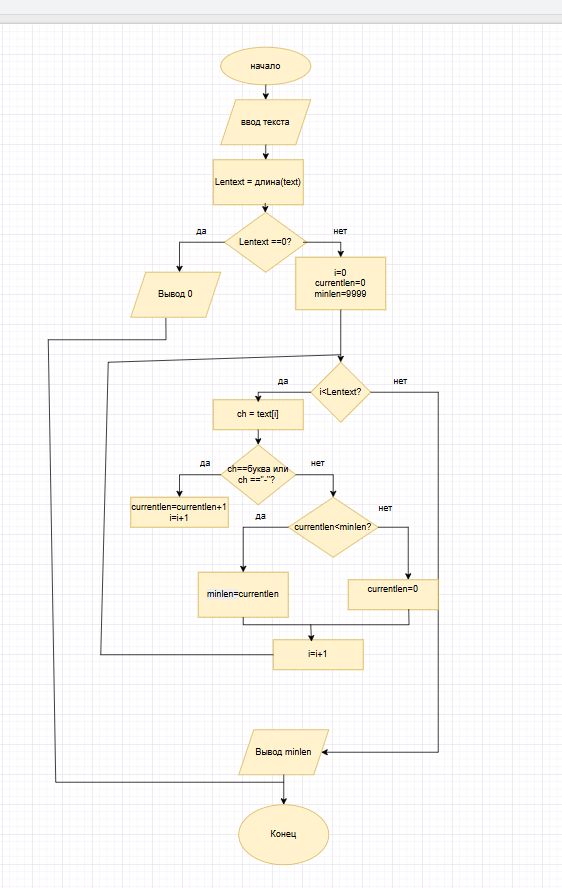 начало
ввод текста
Lentext = длина(text)
Lentext ==0?
да
нет
Вывод 0
i=0
currentlen=0
minlen=9999
i<Lentext?
да
нет
ch = text[i]
ch==буква или
ch =="-"?
да
нет
currentlen=currentlen+1
i=i+1
currentlen<minlen?
да
нет
minlen=currentlen
currentlen=0
i=i+1
Вывод minlen
Конец